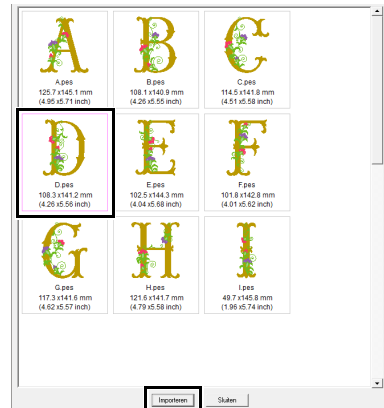 A.pes
125.7 x145.1 mm
(4.95 x5.71 inch)
B.pes
108.1 x140.9 mm
(4.26 x5.55 inch)
C.pes
114.5 x141.8 mm
(4.51 x5.58 inch)
D.pes
108.3 x141.2 mm
(4.26 x5.56 inch)
E.pes
102.5 x144.3 mm
(4.04 x5.68 inch)
F.pes
101.8 x142.8 mm
(4.01 x5.62 inch)
G.pes
117.3 x141.6 mm
(4.62 x5.57 inch)
H.pes
121.6 x141.7 mm
(4.79 x5.58 inch)
I.pes
49.7 x145.8 mm
(1.96 x5.74 inch)
Importeren
Sluiten